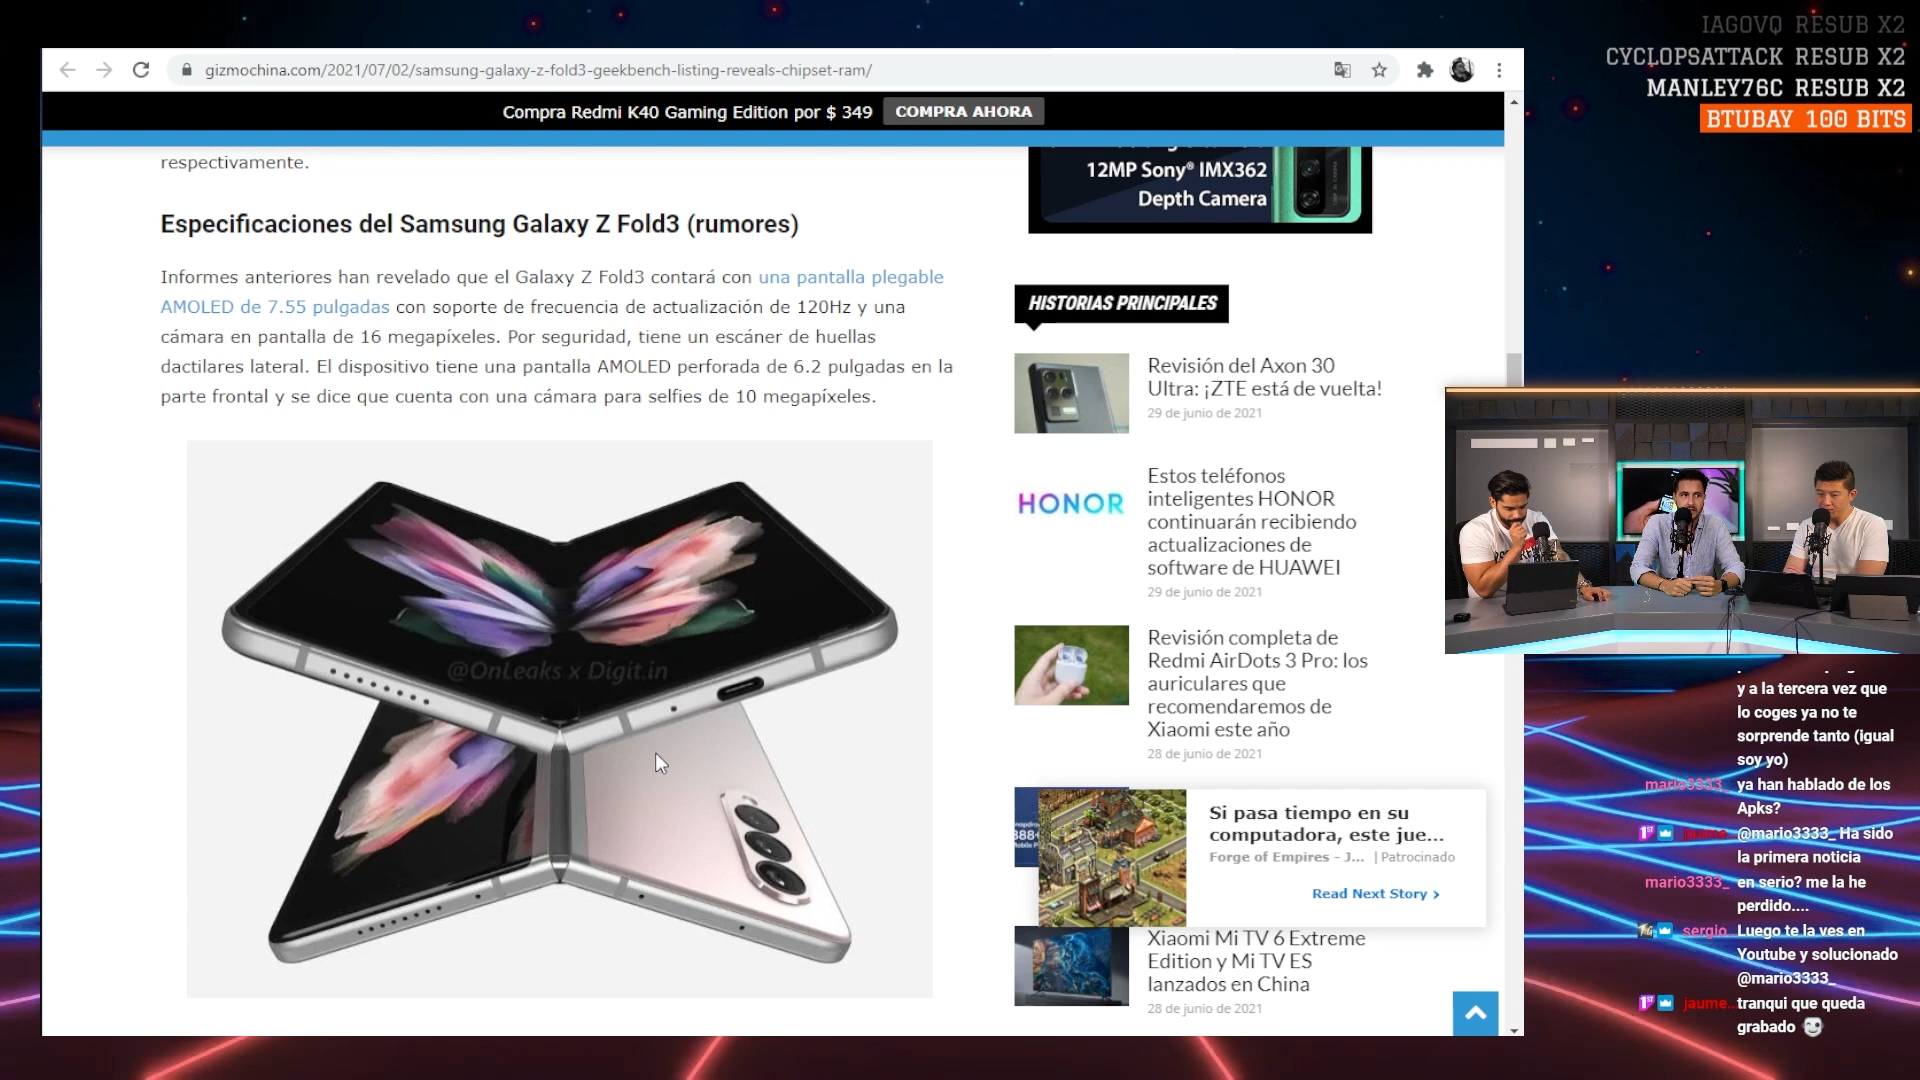 IAGOVQ RESUB X2
CYCLOPSATTACK RESUB X2
MANLEY76C RESUB X2
BTUBAY 100 BITS
gizmochina.com/2021/07/02/samsung-galaxy-z-fold3-geekbench-listing-reveals-chipset-ram/
Compra Redmi K40 Gaming Edition por $ 349 COMPRA AHORA
respectivamente.
Especificaciones del Samsung Galaxy Z Fold3 (rumores)
Informes anteriores han revelado que el Galaxy Z Fold3 contará con una pantalla plegable
AMOLED de 7.55 pulgadas con soporte de frecuencia de actualización de 120Hz y una
cámara en pantalla de 16 megapíxeles. Por seguridad, tiene un escáner de huellas
dactilares lateral. El dispositivo tiene una pantalla AMOLED perforada de 6.2 pulgadas en la
parte frontal y se dice que cuenta con una cámara para selfies de 10 megapíxeles.
@OnLeaks x Digit.in
12MP Sony® IMX362
Depth Camera
HISTORIAS PRINCIPALES
Revisión del Axon 30
Ultra: ¡ZTE está de vuelta!
29 de junio de 2021
HONOR
Estos teléfonos
inteligentes HONOR
continuarán recibiendo
actualizaciones de
software de HUAWEI
29 de junio de 2021
Revisión completa de
Redmi AirDots 3 Pro: los
auriculares que
recomendaremos de
Xiaomi este año
28 de junio de 2021
888+
Si pasa tiempo en su
computadora, este jue...
Forge of Empires - J... | Patrocinado
Read Next Story >
Xiaomi Mi TV 6 Extreme
Edition y Mi TV ES
lanzados en China
28 de junio de 2021
y a la tercera vez que
lo coges ya no te
sorprende tanto (igual
soy yo)
mario3333_ ya han hablado de los
Apks?
jaume... @mario3333_ Ha sido
la primera noticia
mario3333_ en serio? me la he
perdido....
sergio... Luego te la ves en
Youtube y solucionado
@mario3333_
jaume... tranqui que queda
grabado